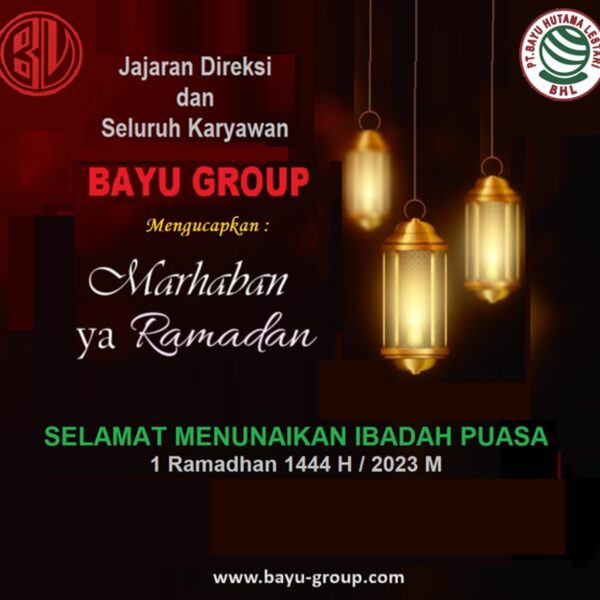 BU
PT.BAYU HUTAMA LESTARI
BHL
Jajaran Direksi
dan
Seluruh Karyawan
BAYU GROUP
Mengucapkan :
Marhaban
ya Ramadan
SELAMAT MENUNAIKAN IBADAH PUASA
1 Ramadhan 1444 H / 2023 M
www.bayu-group.com